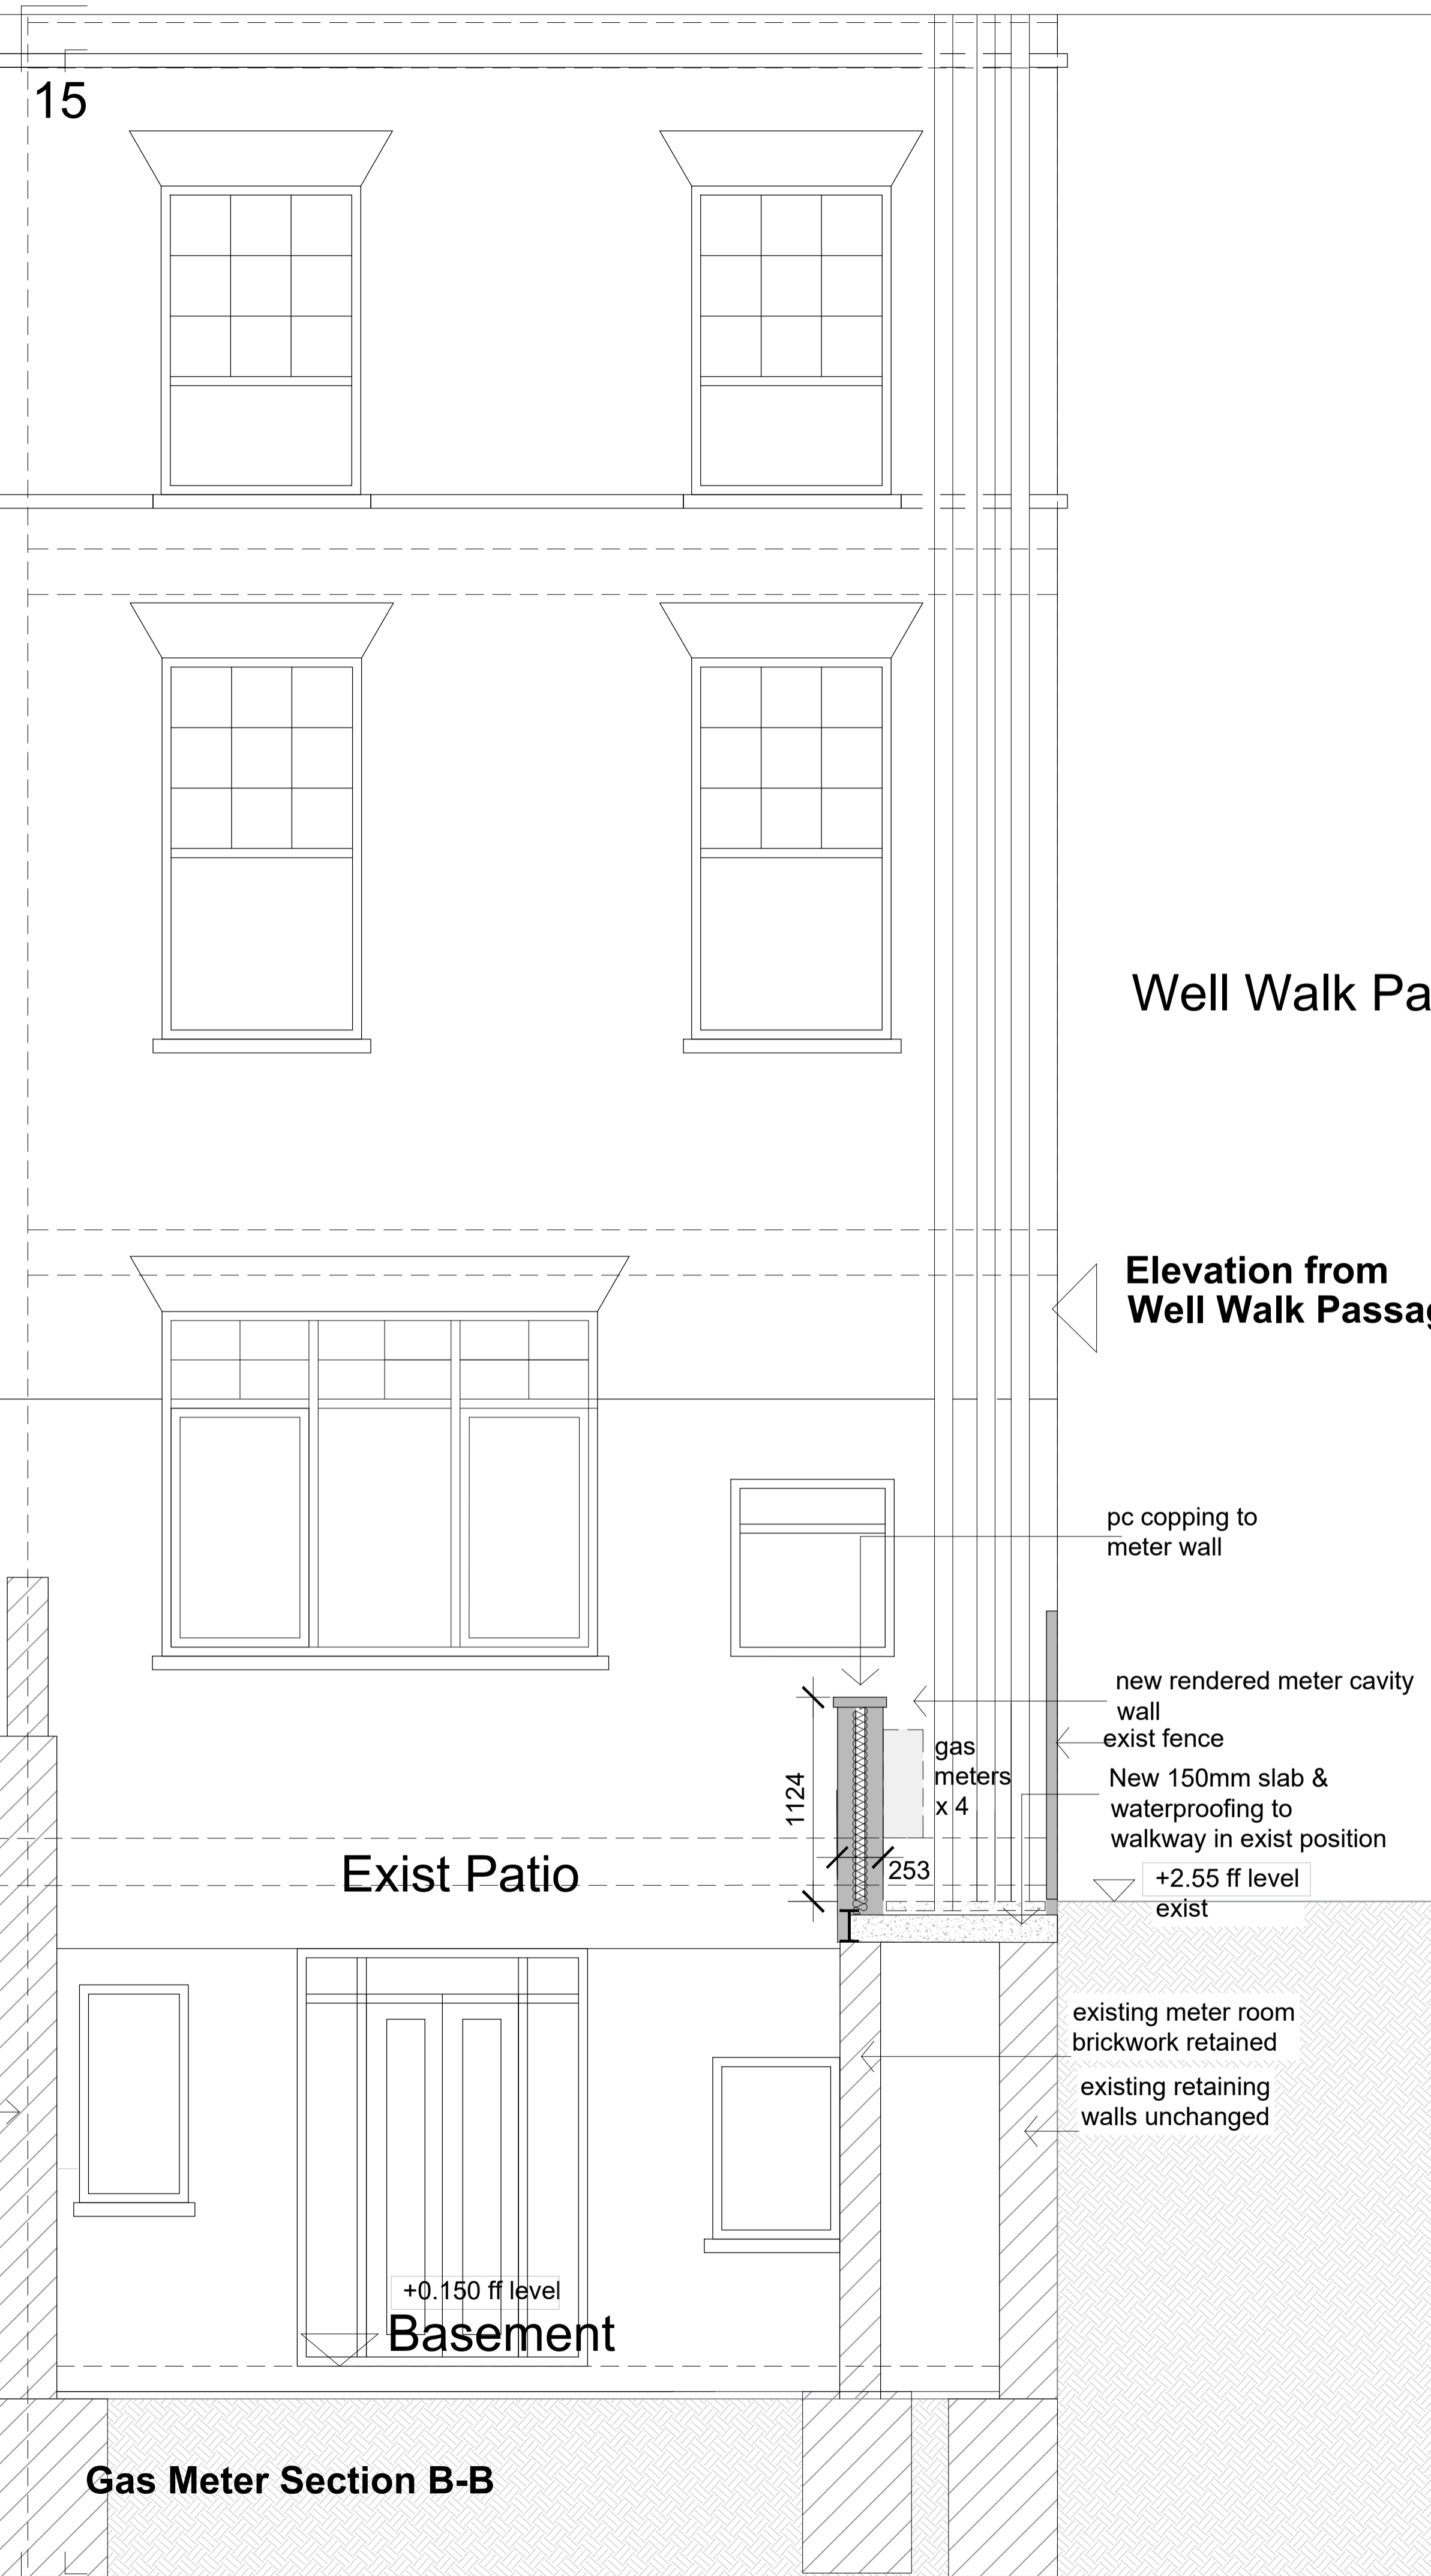 15
Well Walk Pa
Elevation from
Well Walk Passag
pc copping to
meter wall
new rendered meter cavity
wall
exist fence
gas
meters
x 4
New 150mm slab &
waterproofing to
walkway in exist position
1124
253
Exist Patio
+2.55 ff level
exist
existing meter room
brickwork retained
existing retaining
walls unchanged
+0.150 ff level
Basement
Gas Meter Section B-B